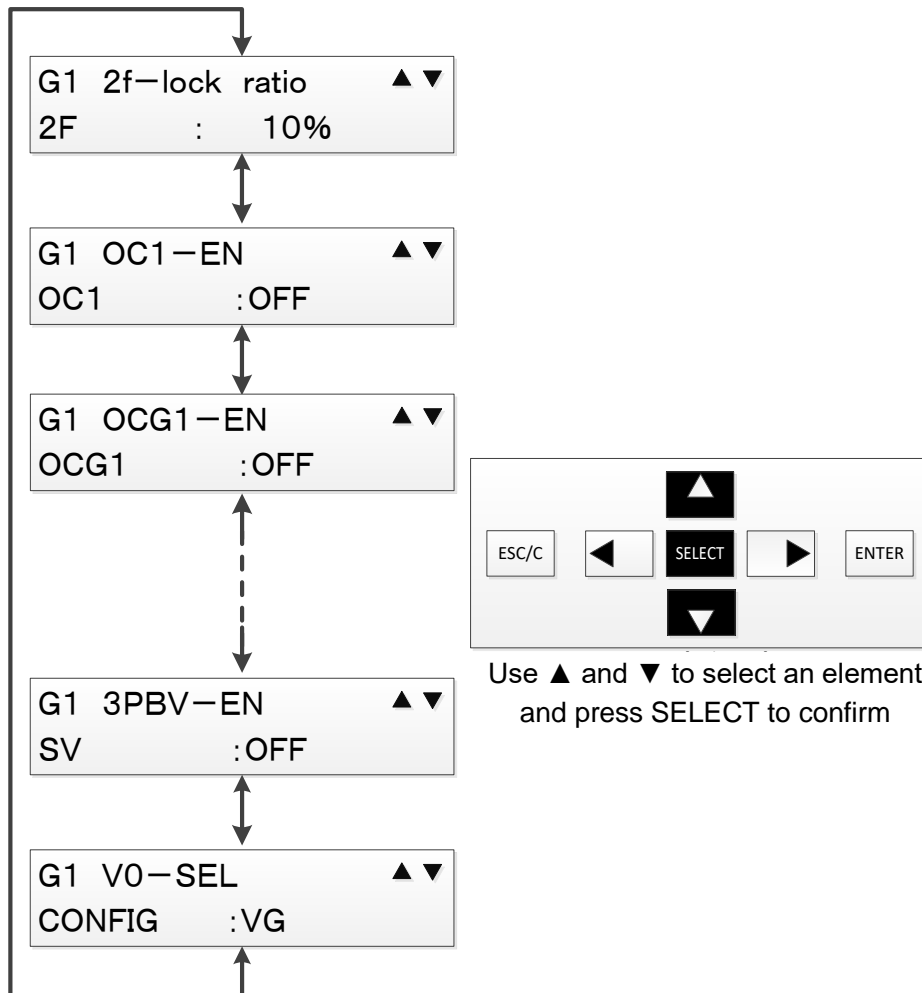 G1 2f−lock ratio ▲ ▼
2F : 10%
G1 OC1−EN ▲ ▼
OC1 :OFF
G1 OCG1−EN ▲ ▼
OCG1 :OFF
ESC/C ◀ ▲ SELECT ▼ ▶ ENTER
Use ▲ and ▼ to select an element
and press SELECT to confirm
G1 3PBV−EN ▲ ▼
SV :OFF
G1 V0−SEL ▲ ▼
CONFIG :VG